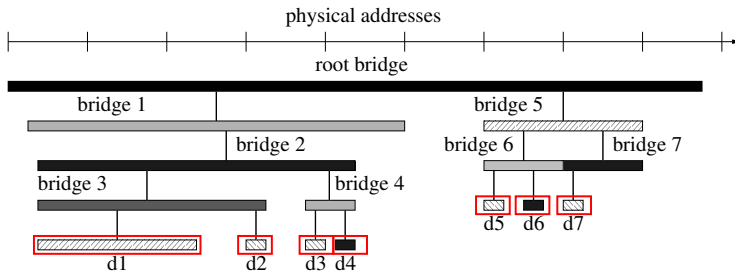 physical addresses
root bridge
bridge 1 bridge 5
bridge 2 bridge 6 bridge 7
bridge 3 bridge 4
d5 d6 d7
d1 d2 d3 d4